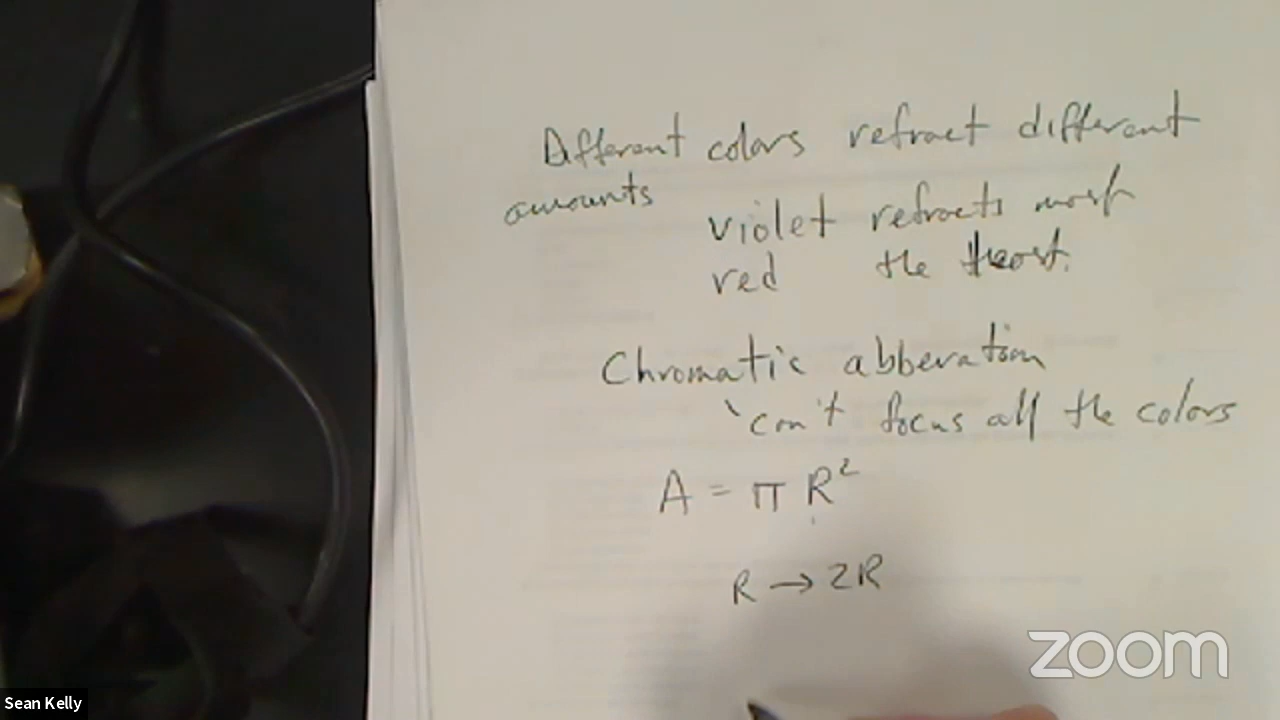 Different colors refract different
amounts
violet refracts most
red the least.
Chromatic abberation
can't focus all the colors
A = π R²
R → 2R
zoom
Sean Kelly